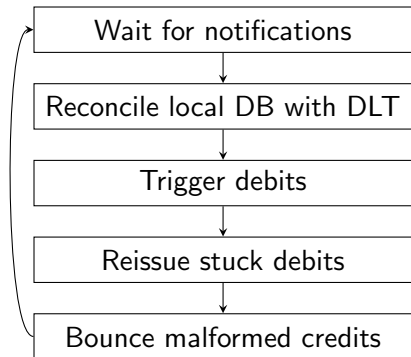 Wait for notifications
Reconcile local DB with DLT
Trigger debits
Reissue stuck debits
Bounce malformed credits